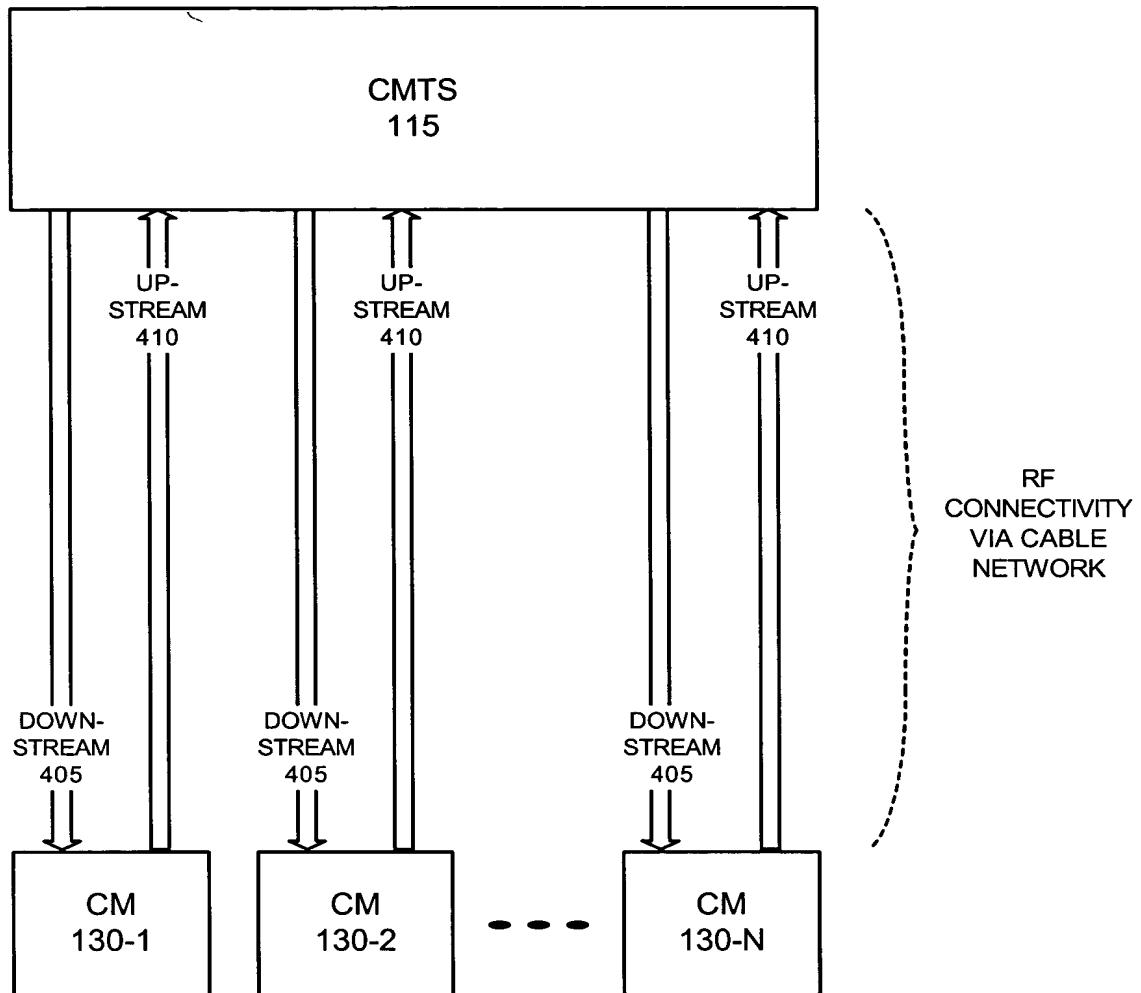 CMTS
115
UP-
STREAM
410
UP-
STREAM
410
UP-
STREAM
410
RF
CONNECTIVITY
VIA CABLE
NETWORK
DOWN-
STREAM
405
DOWN-
STREAM
405
DOWN-
STREAM
405
CM
130-1
CM
130-2
CM
130-N